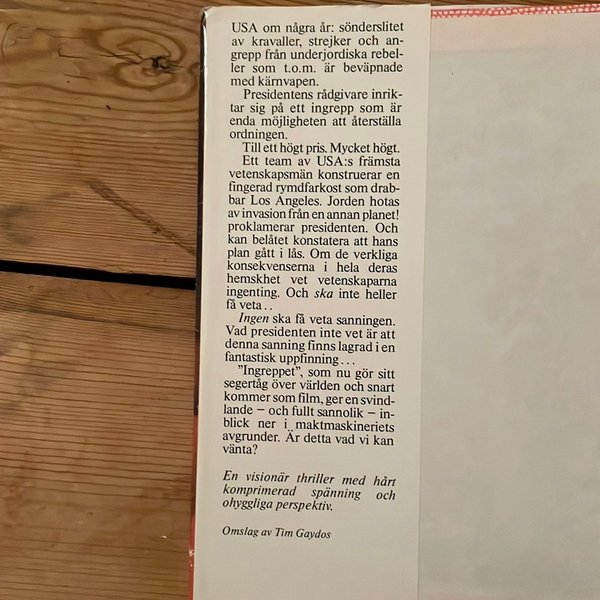 USA om några år: sönderslitet
av kravaller, strejker och an-
grepp från underjordiska rebel-
ler som t.o.m. är beväpnade
med kärnvapen.
Presidentens rådgivare inrik-
tar sig på ett ingrepp som är
enda möjligheten att återställa
ordningen.
Till ett högt pris. Mycket högt.
Ett team av USA:s främsta
vetenskapsmän konstruerar en
fingerad rymdfarkost som drab-
bar Los Angeles. Jorden hotas
av invasion från en annan planet!
proklamerar presidenten. Och
kan belåtet konstatera att hans
plan gått i lås. Om de verkliga
konsekvenserna i hela deras
hemskhet vet vetenskaparna
ingenting. Och ska inte heller
få veta . .
Ingen ska få veta sanningen.
Vad presidenten inte vet är att
denna sanning finns lagrad i en
fantastisk uppfinning . . .
"Ingreppet", som nu gör sitt
segertåg över världen och snart
kommer som film, ger en svind-
lande – och fullt sannolik – in-
blick ner i maktmaskineriets
avgrunder. Är detta vad vi kan
vänta?
En visionär thriller med hårt
komprimerad spänning och
ohyggliga perspektiv.
Omslag av Tim Gaydos